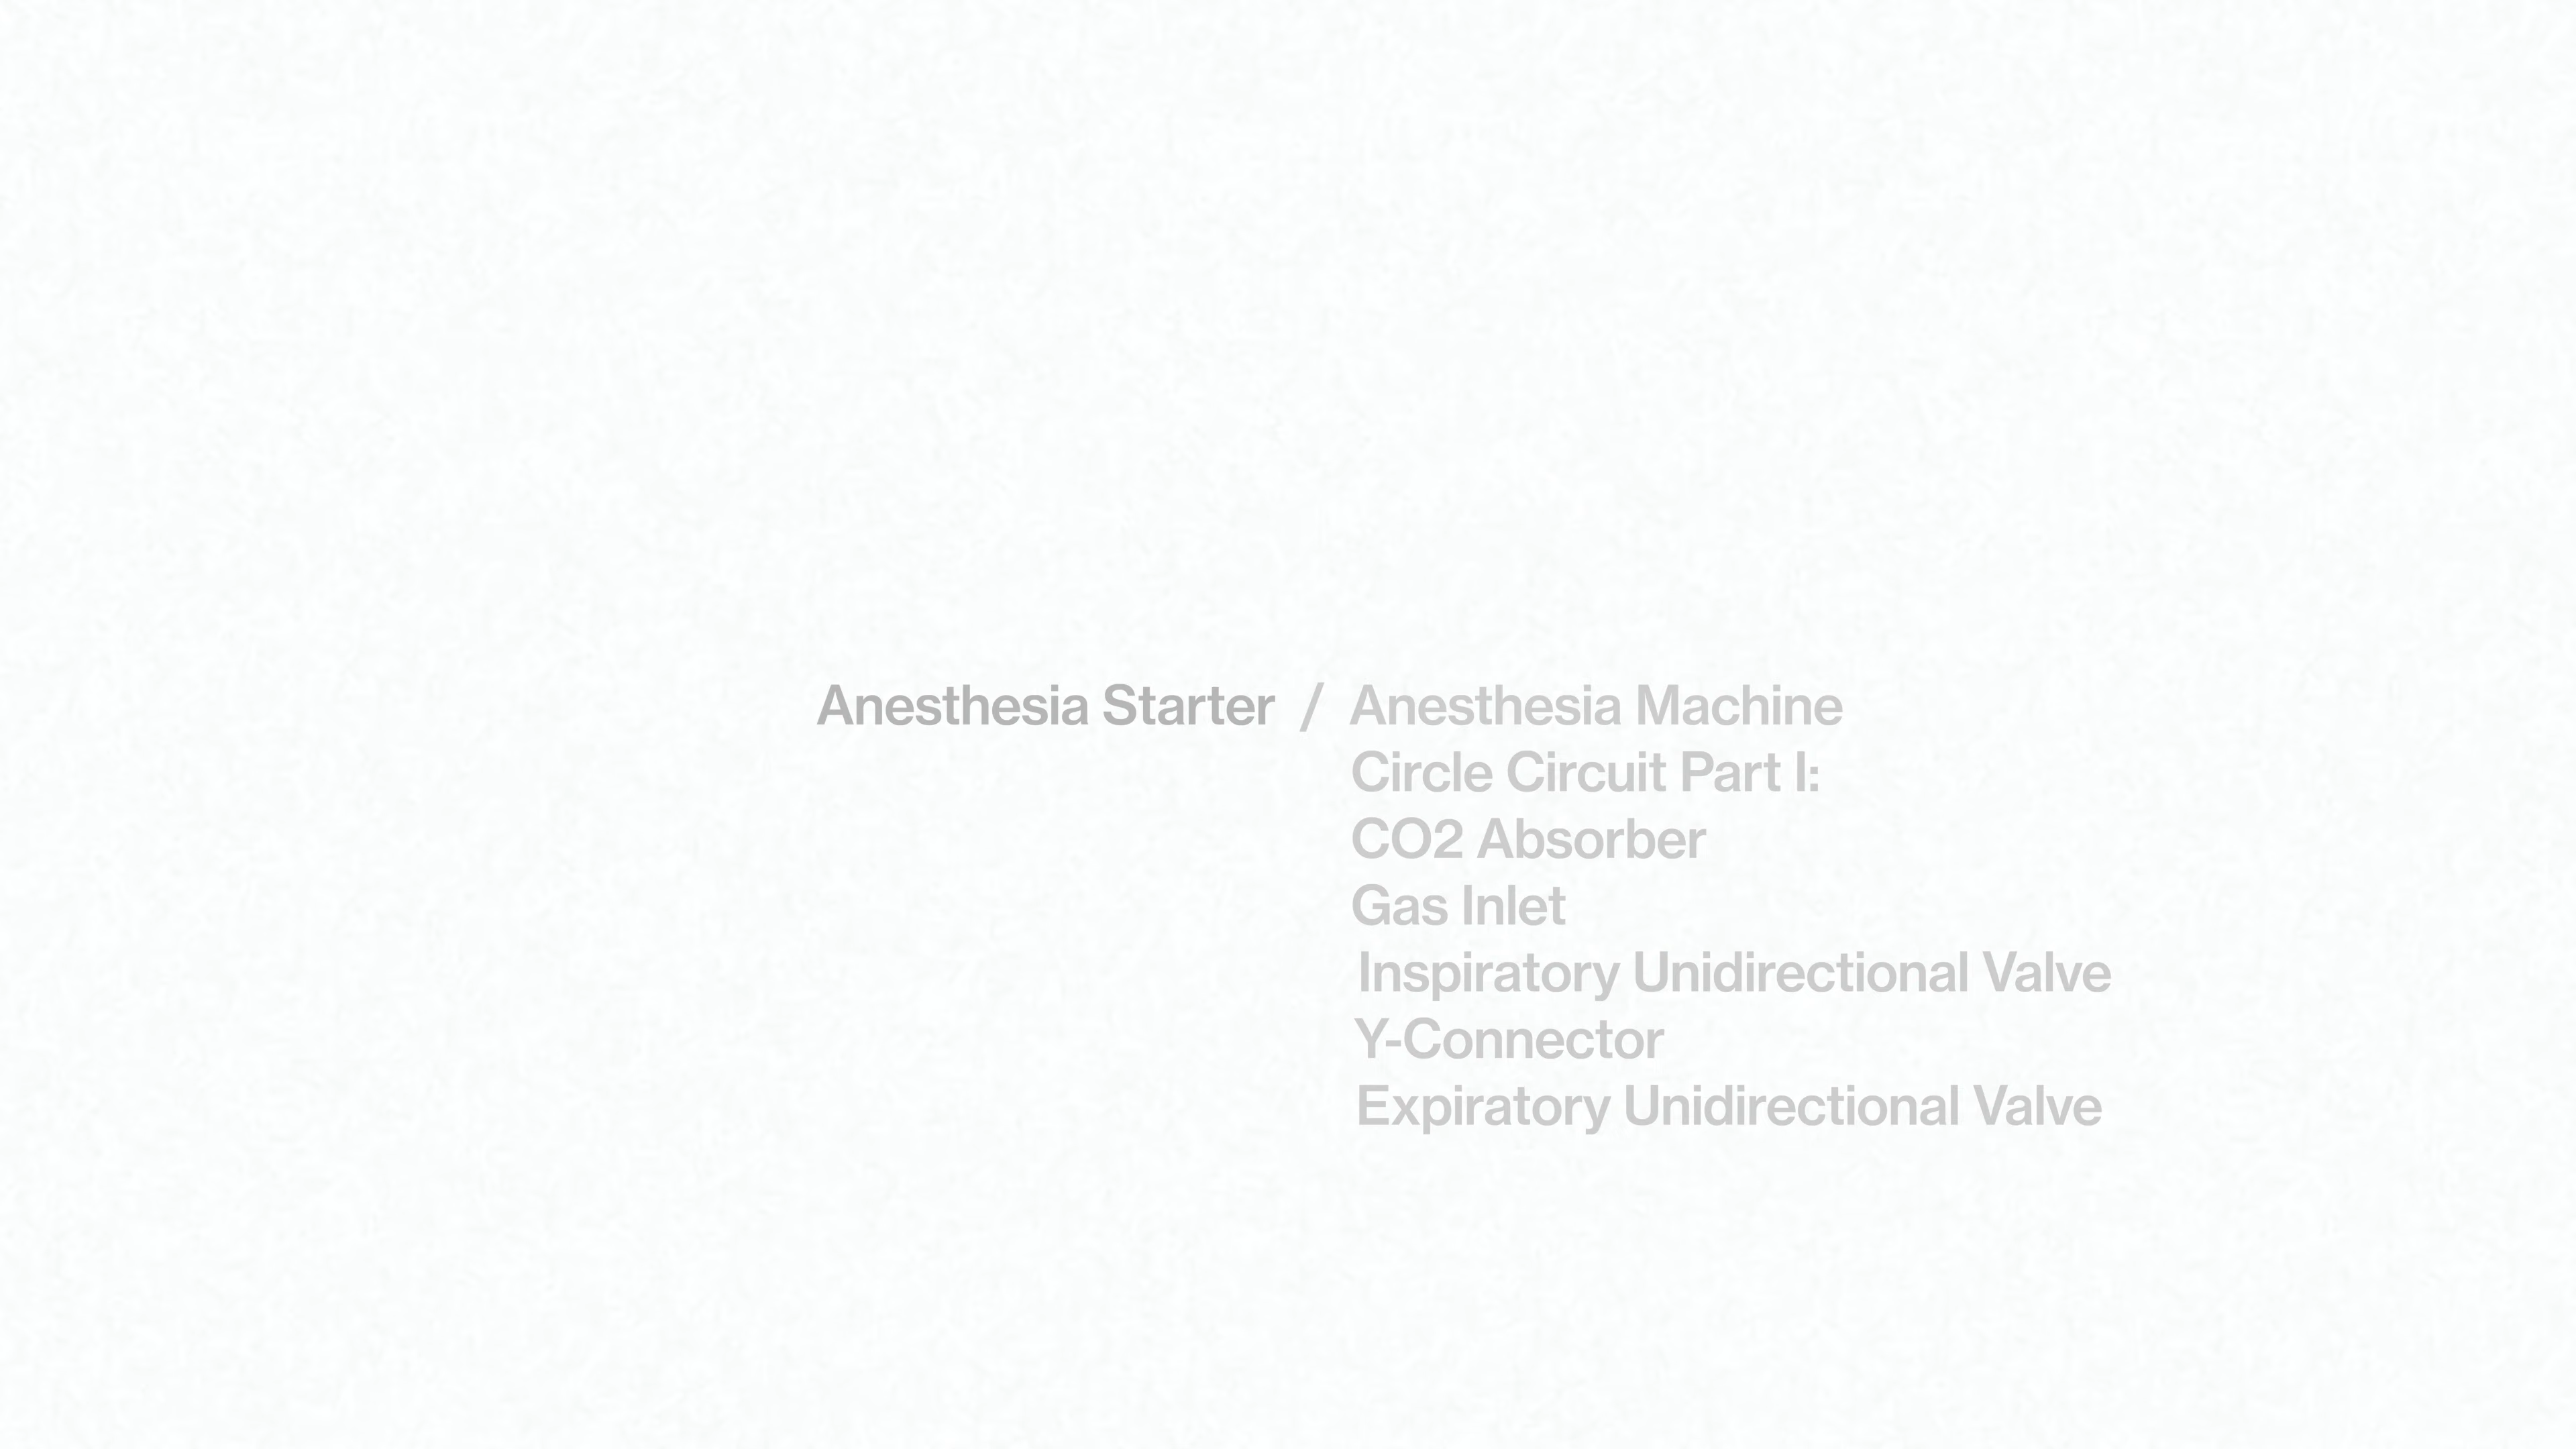 Anesthesia Starter / Anesthesia Machine
Circle Circuit Part I:
CO2 Absorber
Gas Inlet
Inspiratory Unidirectional Valve
Y-Connector
Expiratory Unidirectional Valve